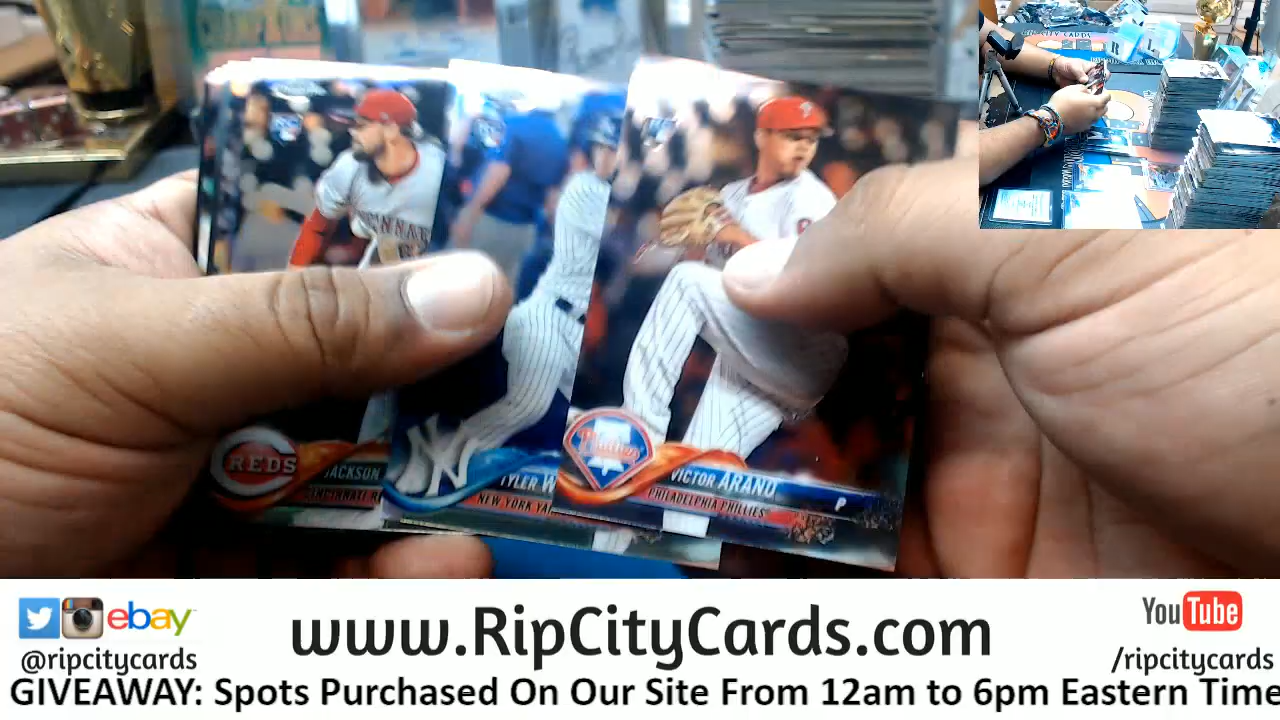 REDS
JACKSON
CINCINNATI R
NY
TYLER W
NEW YORK YA
Phillies
VICTOR ARANO
PHILADELPHIA PHILLIES
P
ebay
@ripcitycards
www.RipCityCards.com
YouTube
/ripcitycards
GIVEAWAY: Spots Purchased On Our Site From 12am to 6pm Eastern Time